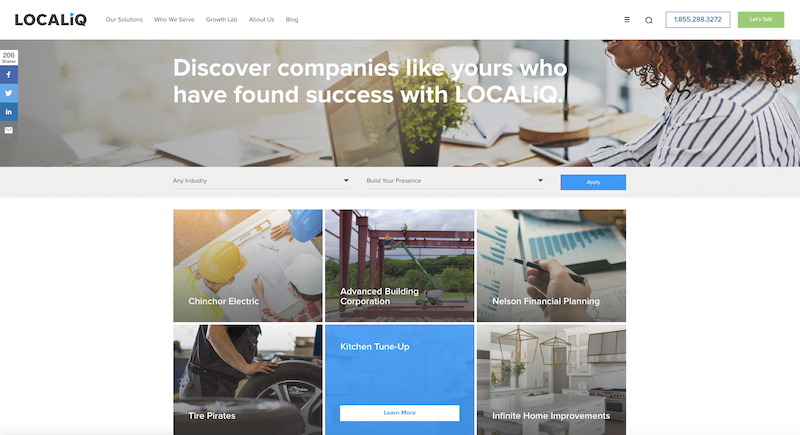 LOCALiQ
Our Solutions Who We Serve Growth Lab About Us Blog
1.855.288.3272
Let's Talk
206
Shares
Discover companies like yours who
have found success with LOCALiQ.
Any Industry
Build Your Presence
Apply
Chinchor Electric
Advanced Building
Corporation
Nelson Financial Planning
Tire Pirates
Kitchen Tune-Up
Learn More
Infinite Home Improvements